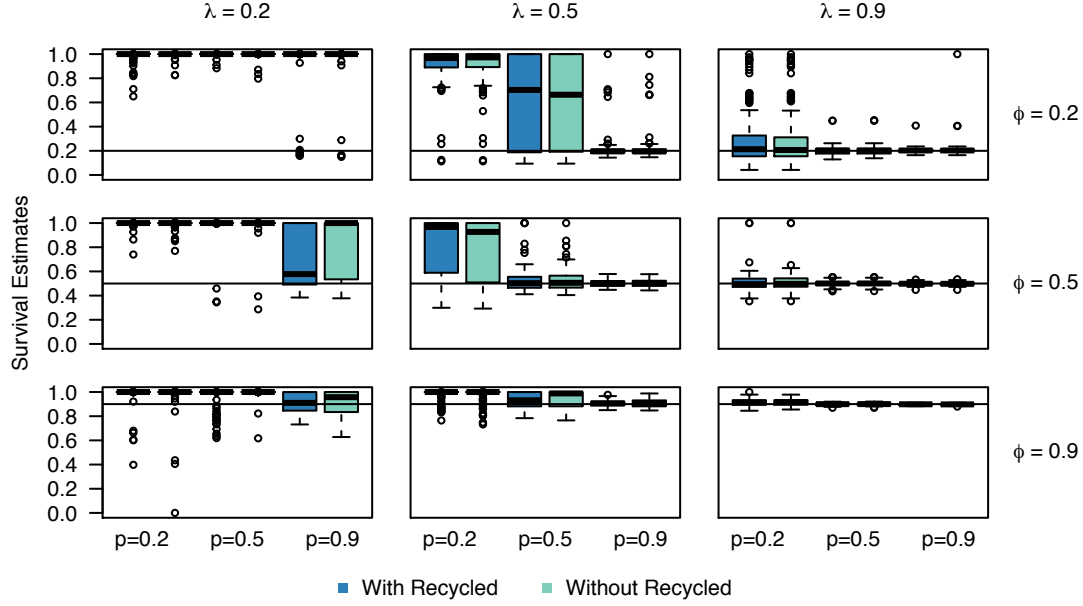 λ = 0.2 λ = 0.5 λ = 0.9
Survival Estimates
1.0
0.8
0.6
0.4
0.2
0.0
φ = 0.2
1.0
0.8
0.6
0.4
0.2
0.0
φ = 0.5
1.0
0.8
0.6
0.4
0.2
0.0
φ = 0.9
p=0.2 p=0.5 p=0.9 p=0.2 p=0.5 p=0.9 p=0.2 p=0.5 p=0.9
With Recycled Without Recycled